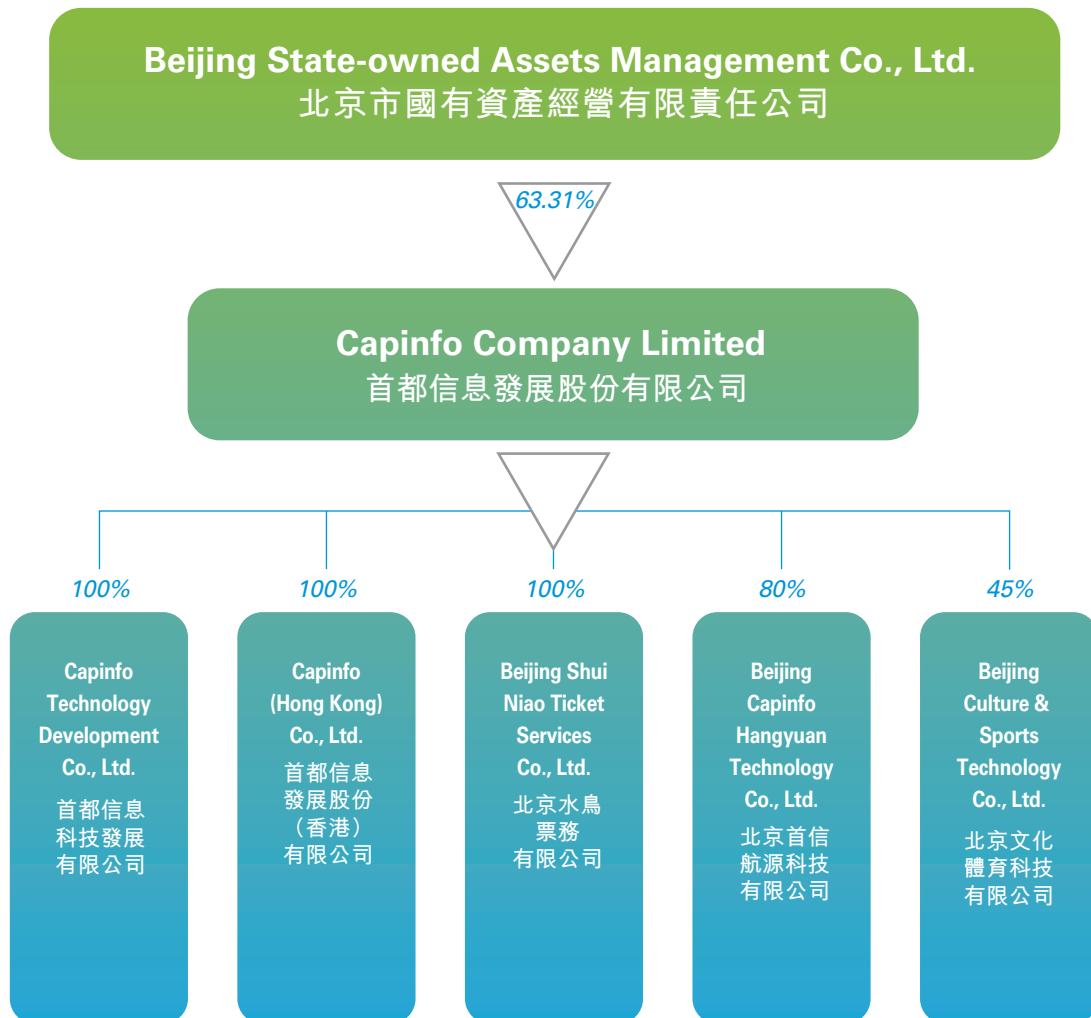 Beijing State-owned Assets Management Co., Ltd.
北京市國有資產經營有限責任公司
63.31%
Capinfo Company Limited
首都信息發展股份有限公司
100%
100%
100%
80%
45%
Capinfo
Technology
Development
Co., Ltd.
首都信息
科技發展
有限公司
Capinfo
(Hong Kong)
Co., Ltd.
首都信息
發展股份
（香港）
有限公司
Beijing Shui
Niao Ticket
Services
Co., Ltd.
北京水鳥
票務
有限公司
Beijing
Capinfo
Hangyuan
Technology
Co., Ltd.
北京首信
航源科技
有限公司
Beijing
Culture &
Sports
Technology
Co., Ltd.
北京文化
體育科技
有限公司